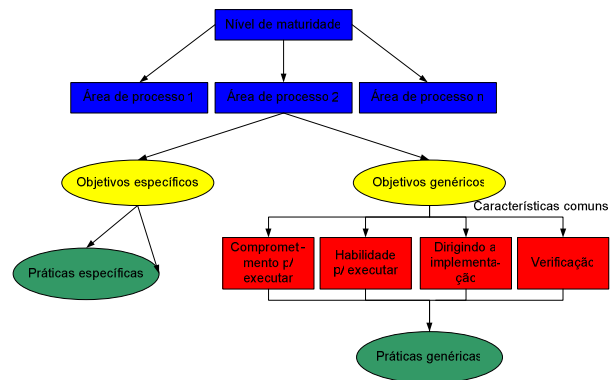 Nível de maturidade
Área de processo 1
Área de processo 2
Área de processo n
Objetivos específicos
Objetivos genéricos
Características comuns
Compromet-
mento p/
executar
Habilidade
p/ executar
Dirigindo a
implementa-
ção
Verificação
Práticas específicas
Práticas genéricas